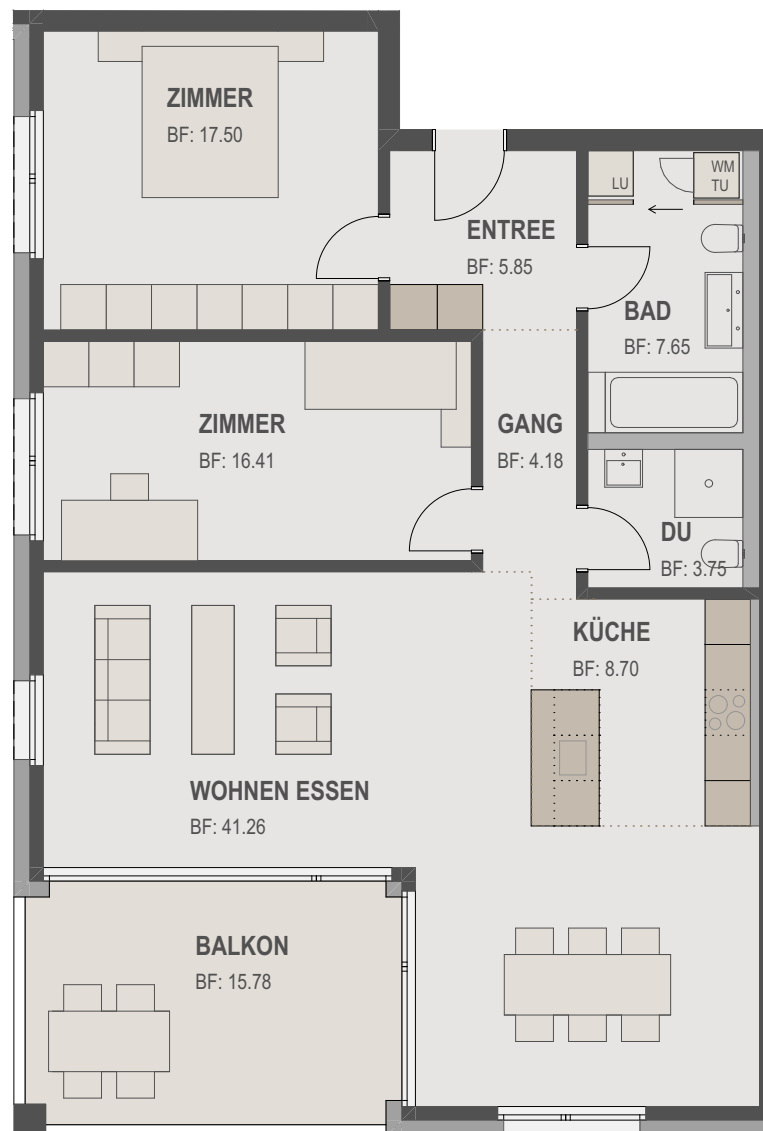 ZIMMER
BF: 17.50
LU
WM
TU
ENTREE
BF: 5.85
BAD
BF: 7.65
ZIMMER
BF: 16.41
GANG
BF: 4.18
DU
BF: 3.75
KÜCHE
BF: 8.70
WOHNEN ESSEN
BF: 41.26
BALKON
BF: 15.78